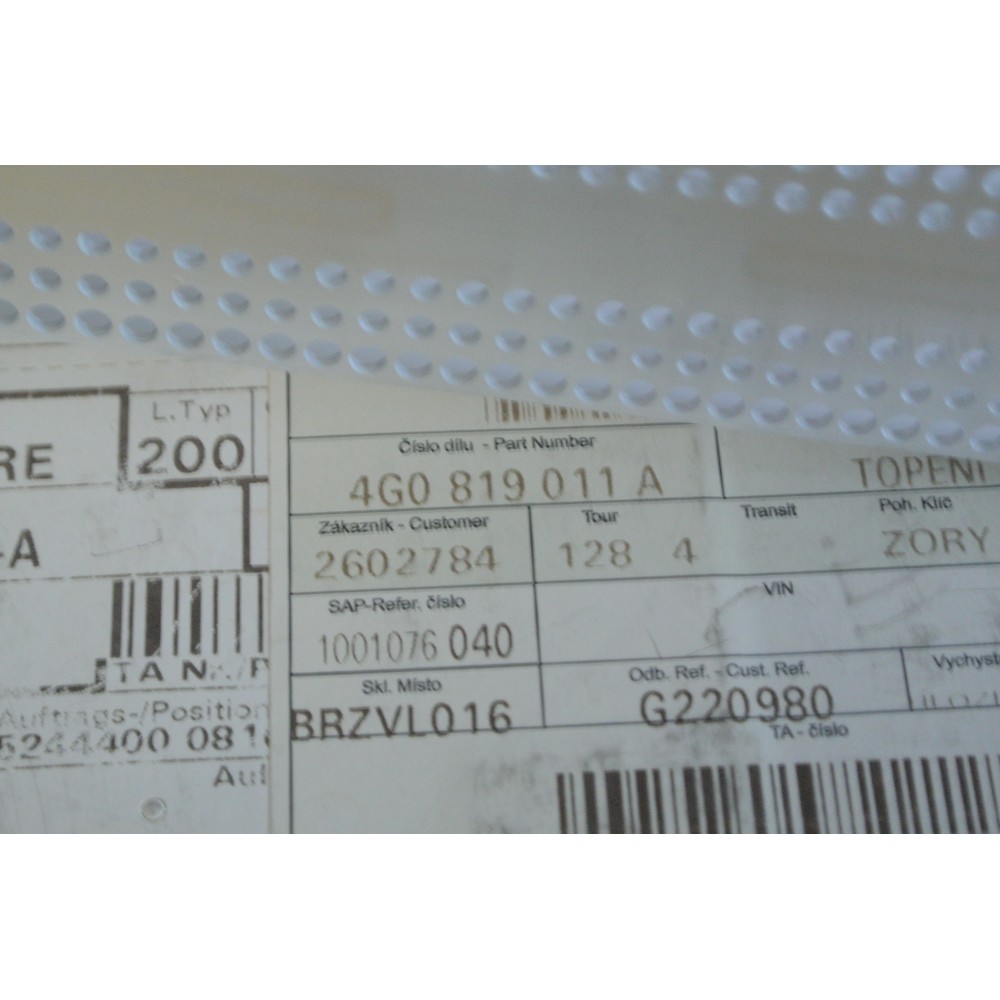 L.Typ
RE
200
-A
TA
Auftrags-/Position
5244400 081
Číslo dílu - Part Number
4G0 819 011 A
TOPENI
Zákazník - Customer
Tour
Transit
Poh. Klíč
2602784
128 4
ZORY
SAP-Refer. číslo
VIN
1001076 040
Skl. Místo
Odb. Ref. - Cust. Ref.
Vychyst
BRZVL016
G220980
TA - číslo